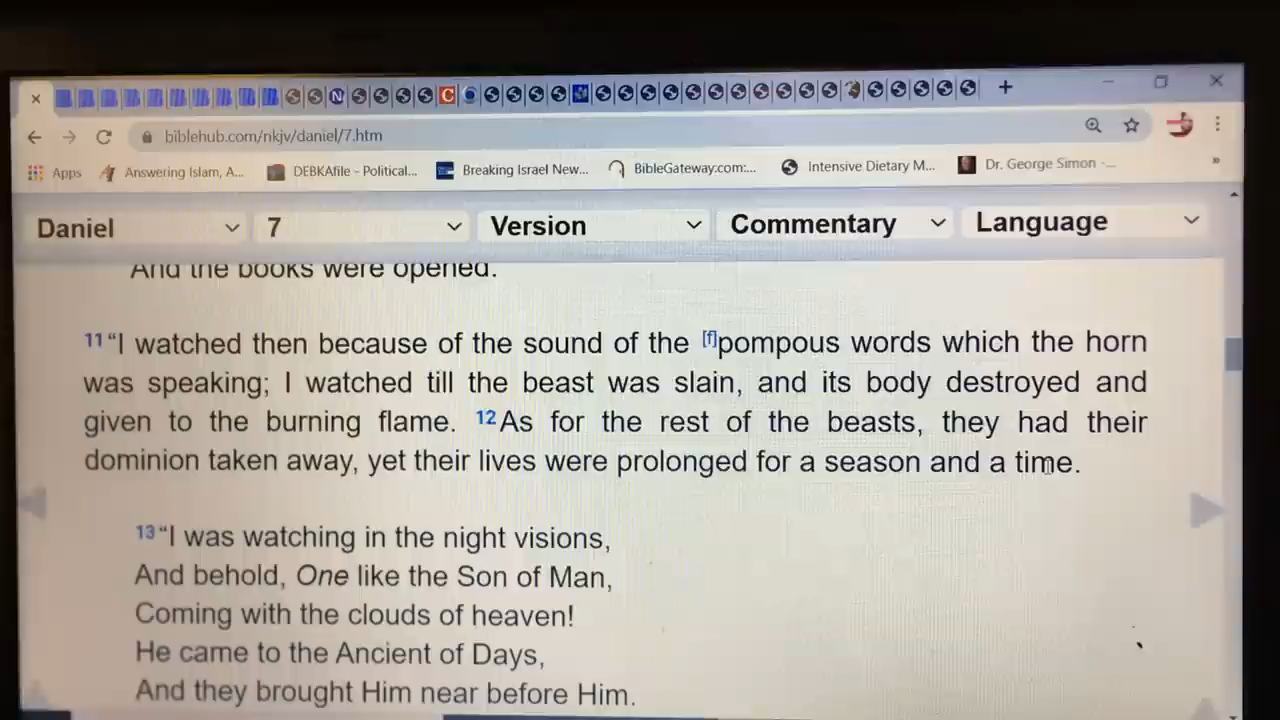 biblehub.com/nkjv/daniel/7.htm
Apps Answering Islam, A... DEBKAfile - Political... Breaking Israel New... BibleGateway.com:... Intensive Dietary M... Dr. George Simon -...
Daniel 7 Version Commentary Language
And the books were opened.
11 “I watched then because of the sound of the [f]pompous words which the horn
was speaking; I watched till the beast was slain, and its body destroyed and
given to the burning flame. 12 As for the rest of the beasts, they had their
dominion taken away, yet their lives were prolonged for a season and a time.
13 “I was watching in the night visions,
And behold, One like the Son of Man,
Coming with the clouds of heaven!
He came to the Ancient of Days,
And they brought Him near before Him.